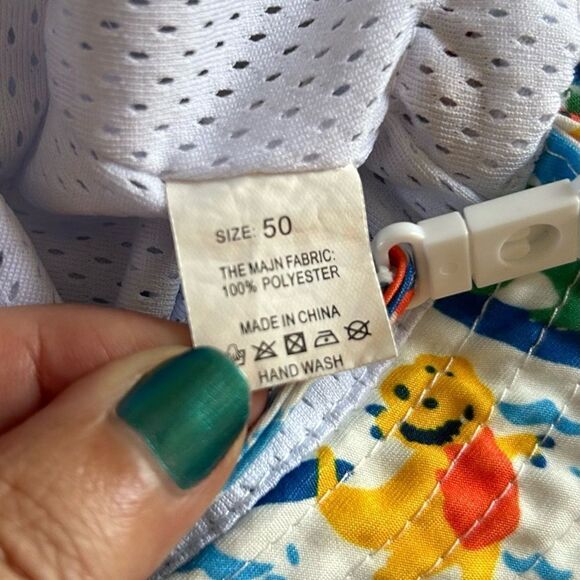 SIZE: 50
THE MAJN FABRIC:
100% POLYESTER
MADE IN CHINA
HAND WASH